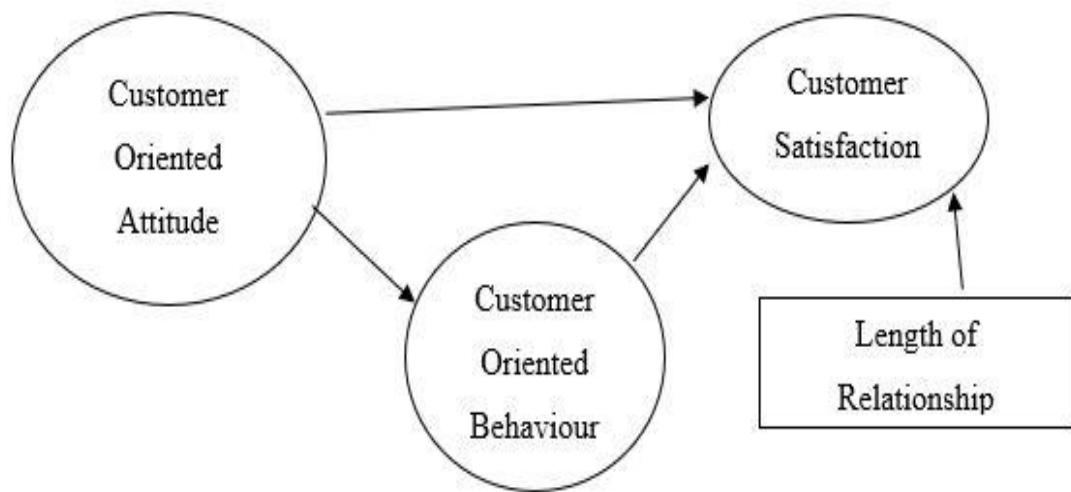 Customer
Oriented
Attitude
Customer
Satisfaction
Customer
Oriented
Behaviour
Length of
Relationship